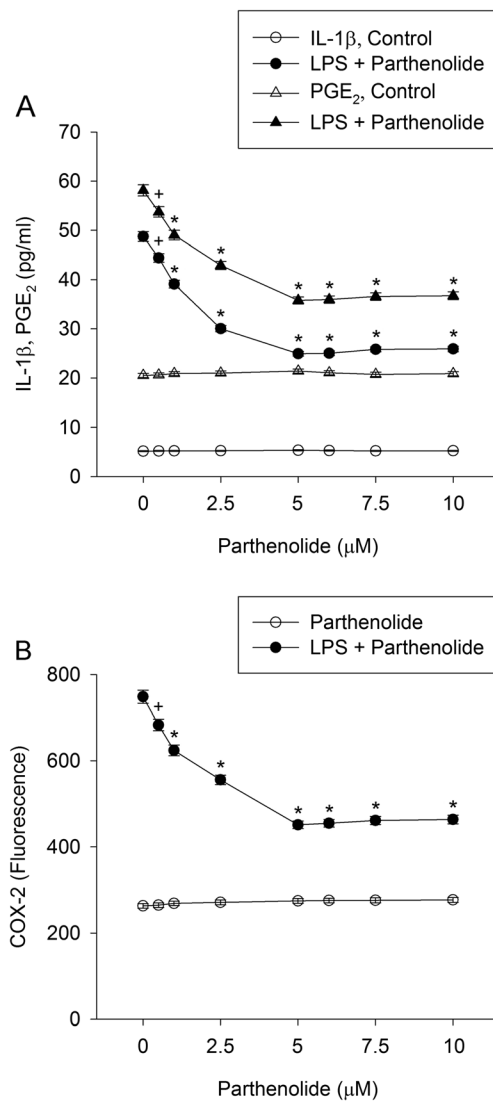 IL-1β, Control
LPS + Parthenolide
PGE₂, Control
LPS + Parthenolide
A
70
60
50
40
30
20
10
0
IL-1β, PGE₂ (pg/ml)
+ * * * * * *
+ * * * * * *
0 2.5 5 7.5 10
Parthenolide (μM)
Parthenolide
LPS + Parthenolide
B
800
600
400
200
0
COX-2 (Fluorescence)
+ * * * * * *
0 2.5 5 7.5 10
Parthenolide (μM)